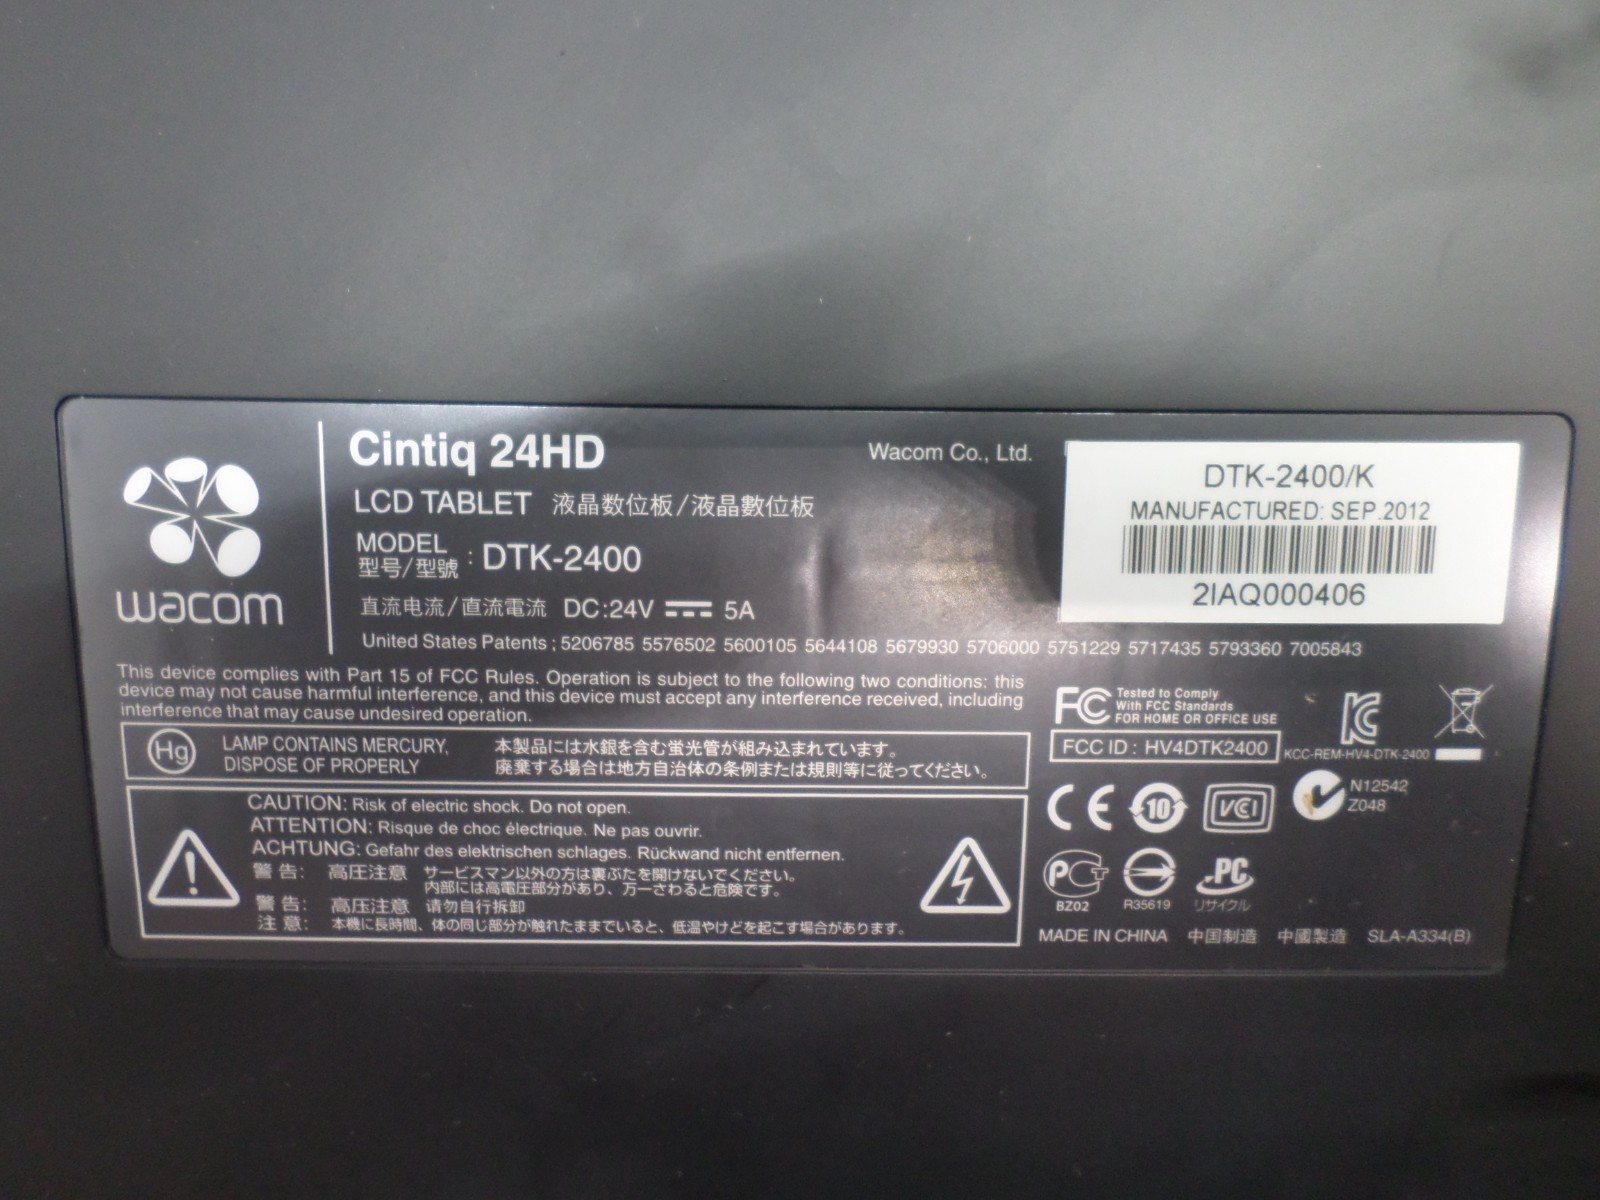 wacom
Cintiq 24HD
Wacom Co., Ltd.
LCD TABLET 液晶数位板/液晶數位板
MODEL
型号/型號 : DTK-2400
直流电流/直流電流 DC:24V 5A
United States Patents ; 5206785 5576502 5600105 5644108 5679930 5706000 5751229 5717435 5793360 7005843
DTK-2400/K
MANUFACTURED: SEP.2012
2IAQ000406
This device complies with Part 15 of FCC Rules. Operation is subject to the following two conditions: this
device may not cause harmful interference, and this device must accept any interference received, including
interference that may cause undesired operation.
Hg
LAMP CONTAINS MERCURY,
DISPOSE OF PROPERLY
本製品には水銀を含む蛍光管が組み込まれています。
廃棄する場合は地方自治体の条例または規則等に従ってください。
CAUTION: Risk of electric shock. Do not open.
ATTENTION: Risque de choc électrique. Ne pas ouvrir.
ACHTUNG: Gefahr des elektrischen schlages. Rückwand nicht entfernen.
警告: 高圧注意 サービスマン以外の方は裏ぶたを開けないでください。
内部には高電圧部分があり、万一さわると危険です。
警告: 高压注意 请勿自行拆卸
注意: 本機に長時間、体の同じ部分が触れたままでいると、低温やけどを起こす場合があります。
FC Tested to Comply
With FCC Standards
FOR HOME OR OFFICE USE
FCC ID : HV4DTK2400
KCC-REM-HV4-DTK-2400
CE
10
VCCI
N12542
Z048
PCT
BZ02
R35619
PC
リサイクル
MADE IN CHINA 中国制造 中國製造 SLA-A334(B)